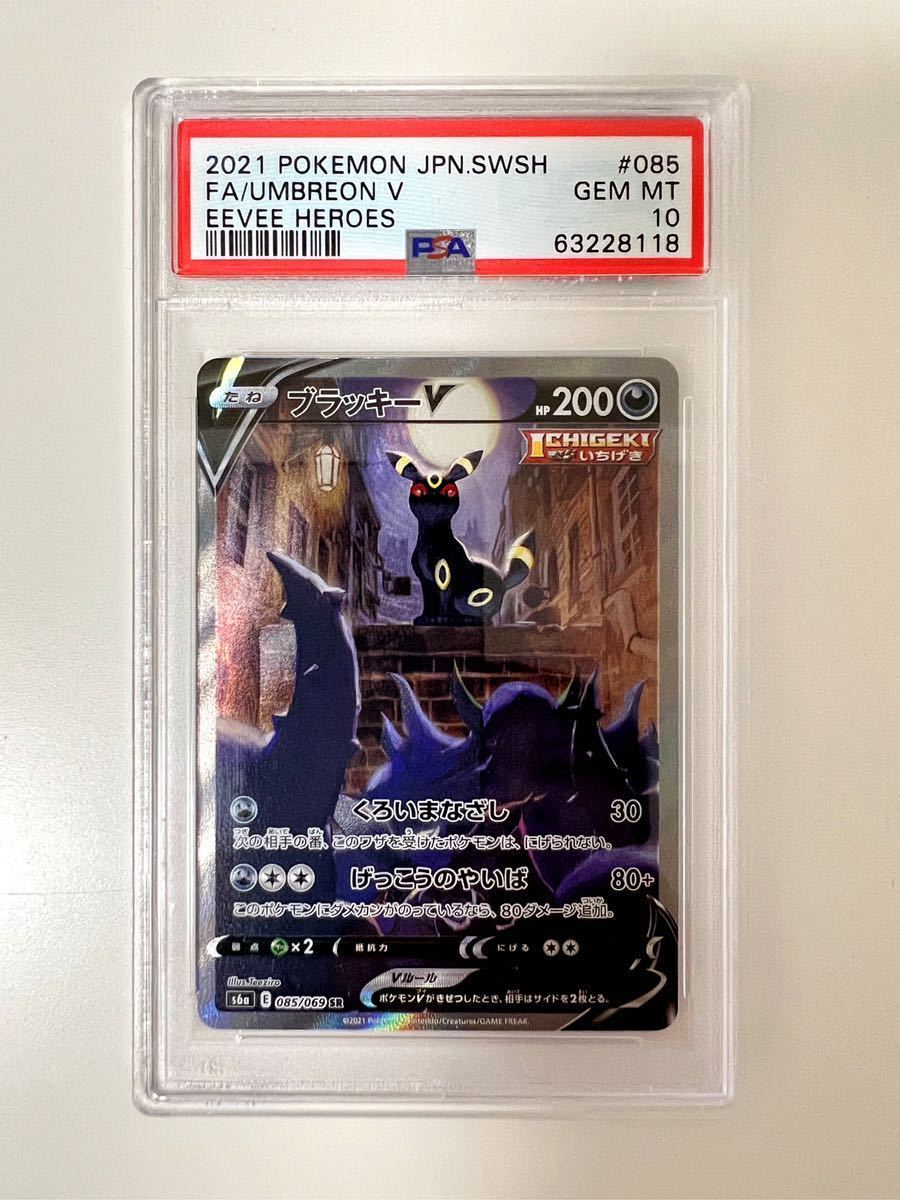 2021 POKEMON JPN.SWSH #085
FA/UMBREON V GEM MT
EEVEE HEROES 10
PSA 63228118
たね ブラッキーV HP 200
ICHIGEKI
いちげき
くろいまなざし 30
次の相手の番、このワザを受けたポケモンは、にげられない。
げっこうのやいば 80+
このポケモンにダメカンがのっているなら、80ダメージ追加。
弱点 ×2 抵抗力 にげる
Illus. Teeziro Vルール
s6a E 085/069 SR ポケモンVがきぜつしたとき、相手はサイドを2枚とる。
©2021 Pokémon/Nintendo/Creatures/GAME FREAK.